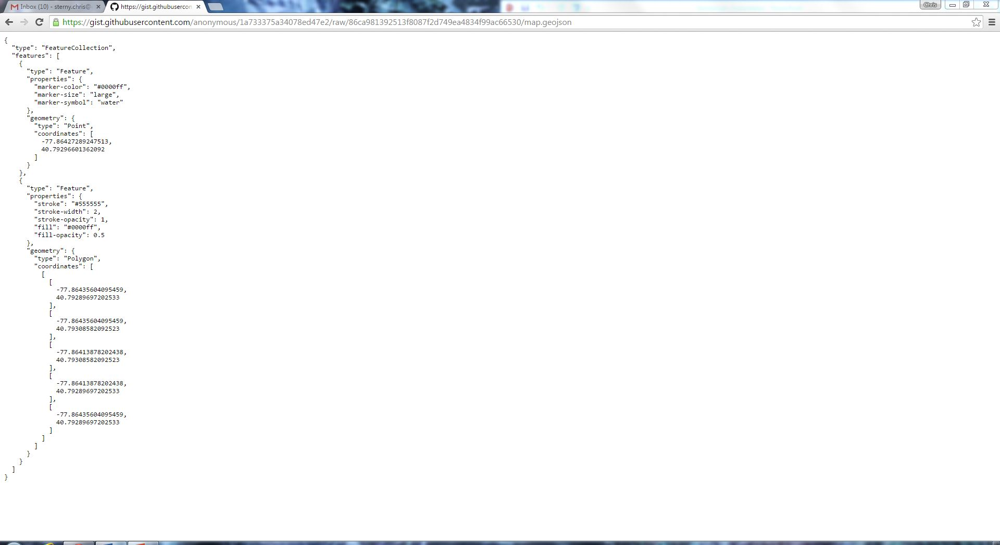 Inbox (10) - sterny.chris@
https://gist.githubusercon
Chris
https://gist.githubusercontent.com/anonymous/1a733375a34078ed47e2/raw/86ca981392513f8087f2d749ea4834f99ac66530/map.geojson
{
"type": "FeatureCollection",
"features": [
{
"type": "Feature",
"properties": {
"marker-color": "#0000ff",
"marker-size": "large",
"marker-symbol": "water"
},
"geometry": {
"type": "Point",
"coordinates": [
-77.86427289247513,
40.79296601362092
]
}
},
{
"type": "Feature",
"properties": {
"stroke": "#555555",
"stroke-width": 2,
"stroke-opacity": 1,
"fill": "#0000ff",
"fill-opacity": 0.5
},
"geometry": {
"type": "Polygon",
"coordinates": [
[
[
-77.86435604095459,
40.79289697202533
],
[
-77.86435604095459,
40.79308582092523
],
[
-77.86413878202438,
40.79308582092523
],
[
-77.86413878202438,
40.79289697202533
],
[
-77.86435604095459,
40.79289697202533
]
]
]
}
}
]
}